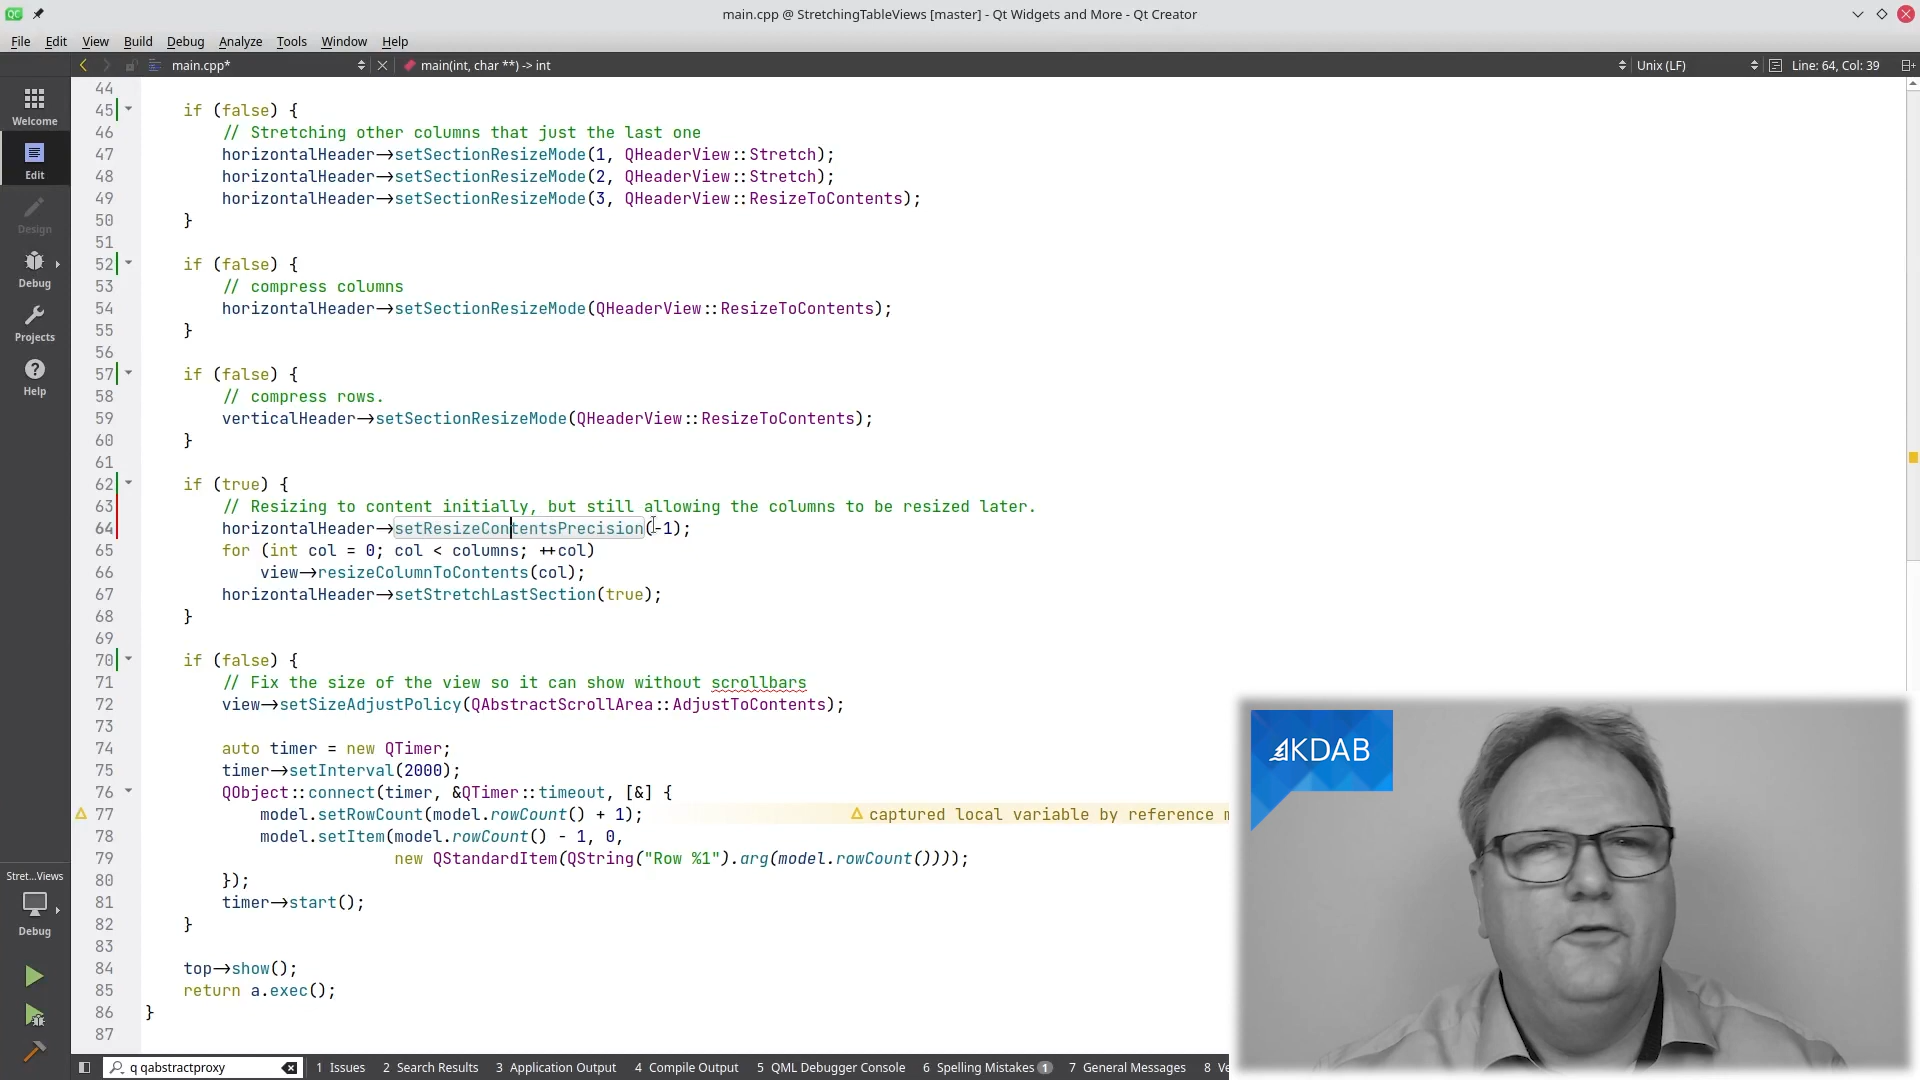 main.cpp @ StretchingTableViews [master] - Qt Widgets and More - Qt Creator
File Edit View Build Debug Analyze Tools Window Help
main.cpp* main(int, char **) -> int Unix (LF) Line: 64, Col: 39
44
45 if (false) {
46 // Stretching other columns that just the last one
47 horizontalHeader->setSectionResizeMode(1, QHeaderView::Stretch);
48 horizontalHeader->setSectionResizeMode(2, QHeaderView::Stretch);
49 horizontalHeader->setSectionResizeMode(3, QHeaderView::ResizeToContents);
50 }
51
52 if (false) {
53 // compress columns
54 horizontalHeader->setSectionResizeMode(QHeaderView::ResizeToContents);
55 }
56
57 if (false) {
58 // compress rows.
59 verticalHeader->setSectionResizeMode(QHeaderView::ResizeToContents);
60 }
61
62 if (true) {
63 // Resizing to content initially, but still allowing the columns to be resized later.
64 horizontalHeader->setResizeContentsPrecision(-1);
65 for (int col = 0; col < columns; ++col)
66 view->resizeColumnToContents(col);
67 horizontalHeader->setStretchLastSection(true);
68 }
69
70 if (false) {
71 // Fix the size of the view so it can show without scrollbars
72 view->setSizeAdjustPolicy(QAbstractScrollArea::AdjustToContents);
73
74 auto timer = new QTimer;
75 timer->setInterval(2000);
76 QObject::connect(timer, &QTimer::timeout, [&] {
77 model.setRowCount(model.rowCount() + 1); captured local variable by reference
78 model.setItem(model.rowCount() - 1, 0,
79 new QStandardItem(QString("Row %1").arg(model.rowCount())));
80 });
81 timer->start();
82 }
83
84 top->show();
85 return a.exec();
86 }
87
Welcome
Edit
Design
Debug
Projects
Help
Stret...Views
Debug
KDAB
q qabstractproxy 1 Issues 2 Search Results 3 Application Output 4 Compile Output 5 QML Debugger Console 6 Spelling Mistakes 1 7 General Messages 8